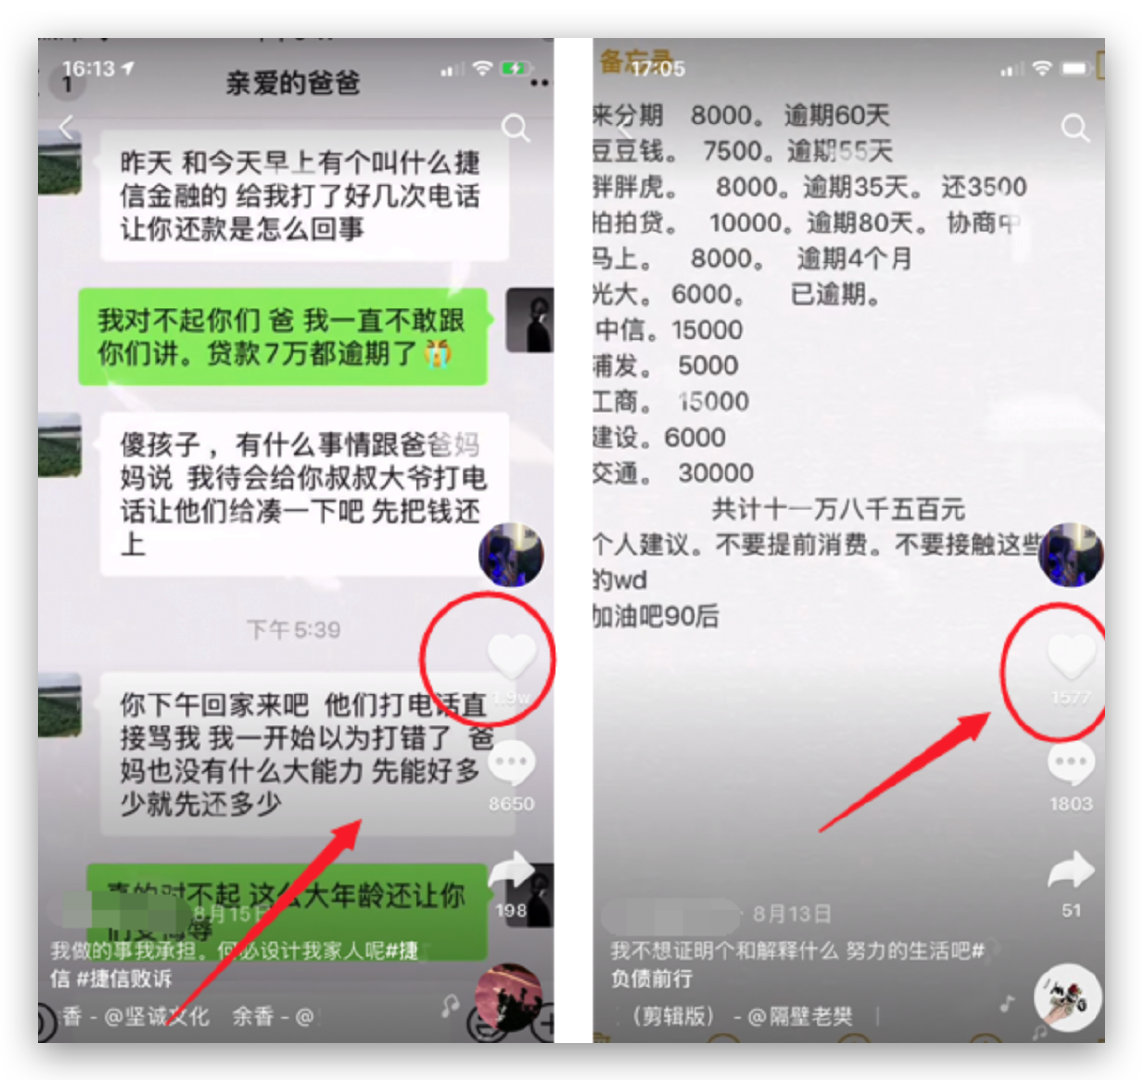 16:13
1
亲爱的爸爸
昨天 和今天早上有个叫什么捷
信金融的 给我打了好几次电话
让你还款是怎么回事
我对不起你们 爸 我一直不敢跟
你们讲。贷款7万都逾期了😭
傻孩子，有什么事情跟爸爸妈
妈说 我待会给你叔叔大爷打电
话让他们给凑一下吧 先把钱还
上
下午5:39
1.9w
你下午回家来吧 他们打电话直
接骂我 我一开始以为打错了 爸
妈也没有什么大能力 先能好多
少就先还多少
8650
真的对不起 这么大年龄还让你
198
8月15日
我做的事我承担。何必设计我家人呢#捷
信 #捷信败诉
余香 - @坚诚文化 余香 - @
备忘录
17:05
来分期 8000。 逾期60天
豆豆钱。 7500。逾期55天
胖胖虎。 8000。逾期35天。 还3500
拍拍贷。 10000。逾期80天。 协商中
马上。 8000。 逾期4个月
光大。 6000。 已逾期。
中信。15000
浦发。 5000
工商。 15000
建设。6000
交通。 30000
共计十一万八千五百元
个人建议。不要提前消费。不要接触这些
的wd
加油吧90后
1577
1803
51
8月13日
我不想证明个和解释什么 努力的生活吧#
负债前行
（剪辑版） - @隔壁老樊